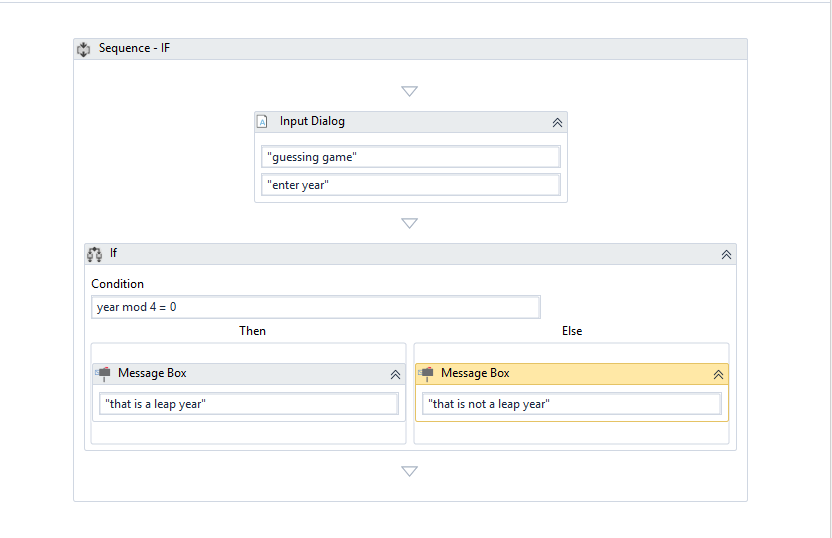 Sequence - IF
Input Dialog
"guessing game"
"enter year"
If
Condition
year mod 4 = 0
Then
Else
Message Box
Message Box
"that is a leap year"
"that is not a leap year"